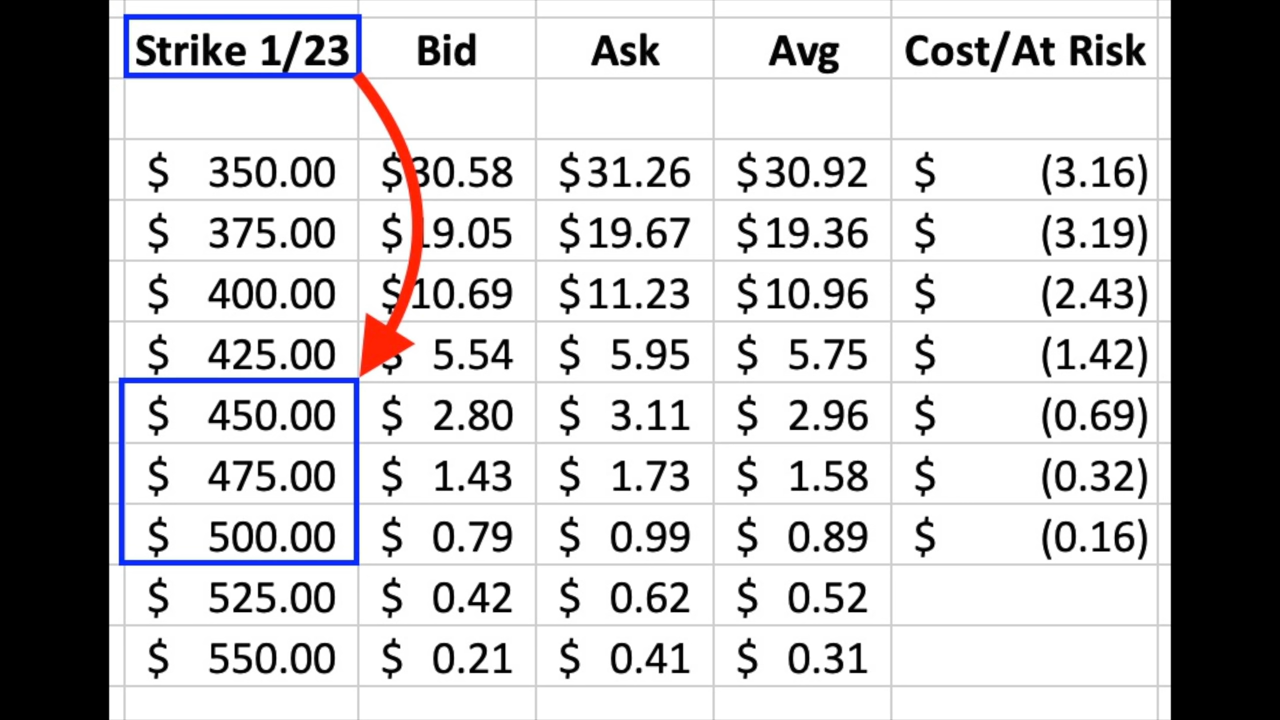 Strike 1/23 Bid Ask Avg Cost/At Risk
$ 350.00 $30.58 $31.26 $30.92 $ (3.16)
$ 375.00 $19.05 $19.67 $19.36 $ (3.19)
$ 400.00 $10.69 $11.23 $10.96 $ (2.43)
$ 425.00 $ 5.54 $ 5.95 $ 5.75 $ (1.42)
$ 450.00 $ 2.80 $ 3.11 $ 2.96 $ (0.69)
$ 475.00 $ 1.43 $ 1.73 $ 1.58 $ (0.32)
$ 500.00 $ 0.79 $ 0.99 $ 0.89 $ (0.16)
$ 525.00 $ 0.42 $ 0.62 $ 0.52
$ 550.00 $ 0.21 $ 0.41 $ 0.31